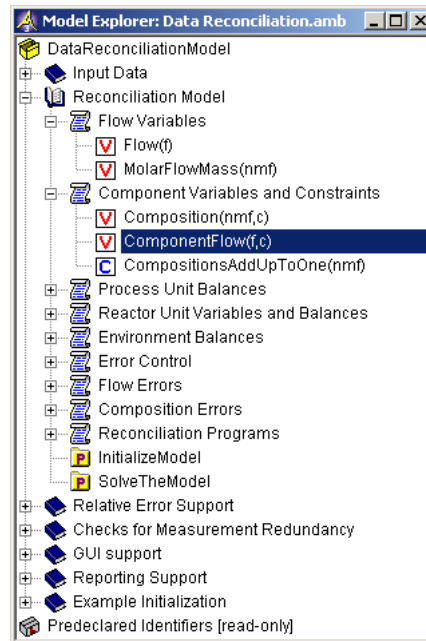 Model Explorer: Data Reconciliation.amb
DataReconciliationModel
Input Data
Reconciliation Model
Flow Variables
V Flow(f)
V MolarFlowMass(nmf)
Component Variables and Constraints
V Composition(nmf,c)
V ComponentFlow(f,c)
C CompositionsAddUpToOne(nmf)
Process Unit Balances
Reactor Unit Variables and Balances
Environment Balances
Error Control
Flow Errors
Composition Errors
Reconciliation Programs
P InitializeModel
P SolveTheModel
Relative Error Support
Checks for Measurement Redundancy
GUI support
Reporting Support
Example Initialization
Predeclared Identifiers [read-only]